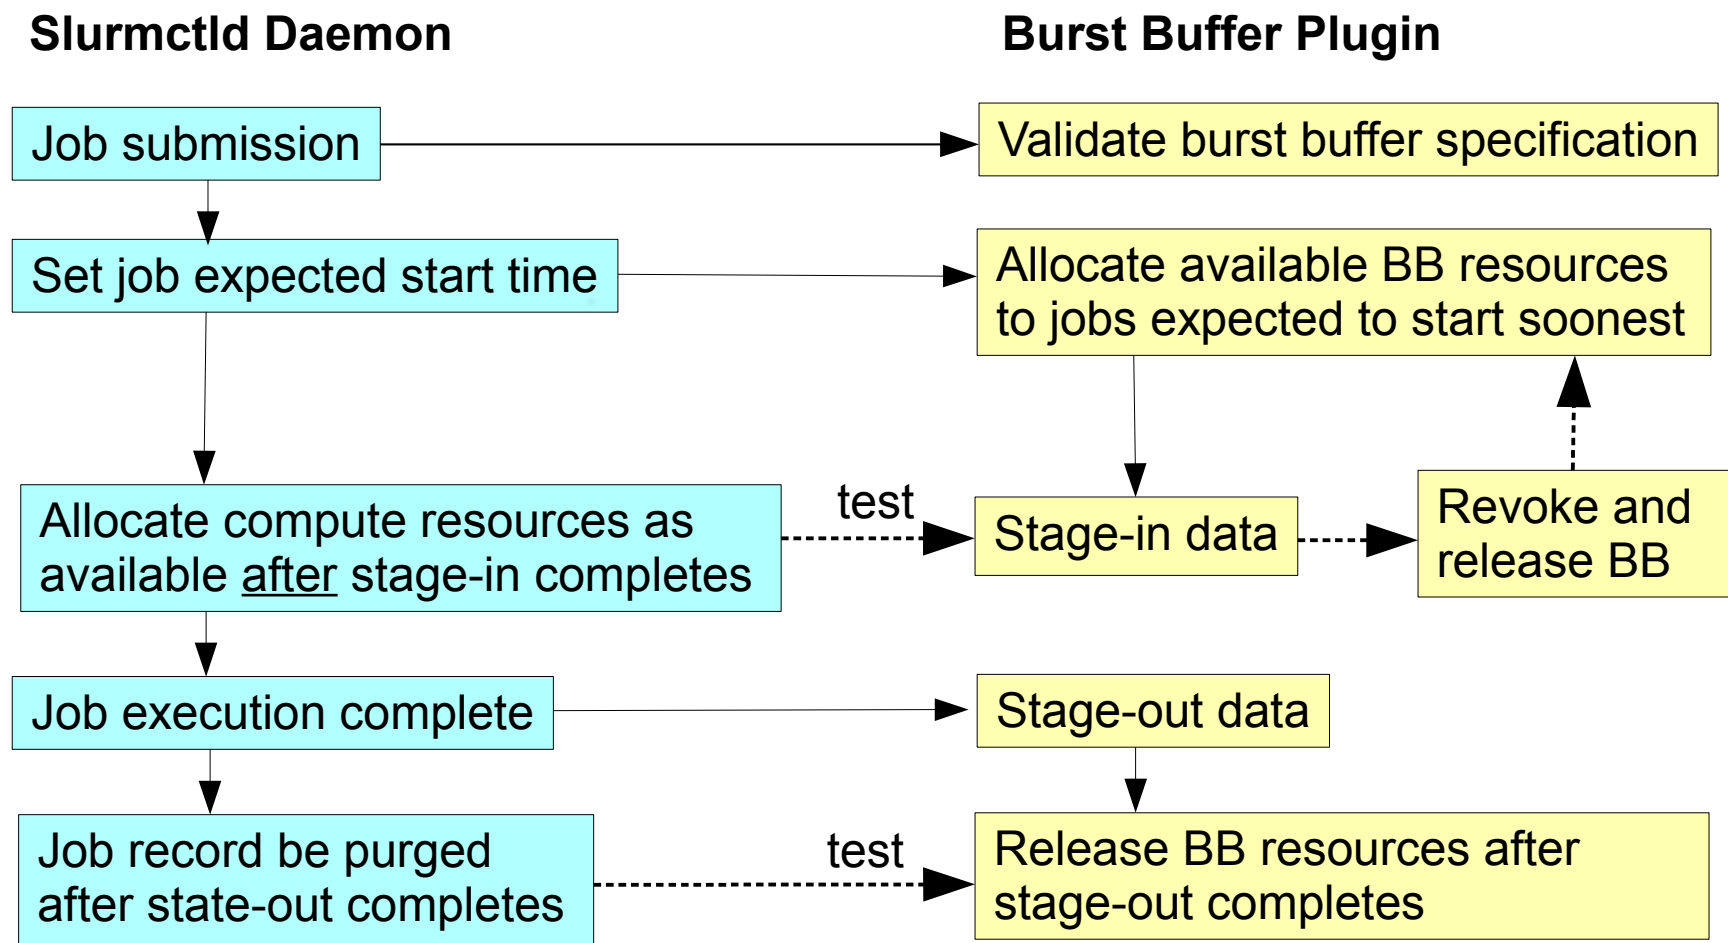 Slurmctld Daemon
Burst Buffer Plugin
Job submission
Validate burst buffer specification
Set job expected start time
Allocate available BB resources
to jobs expected to start soonest
Allocate compute resources as
available after stage-in completes
test
Stage-in data
Revoke and
release BB
Job execution complete
Stage-out data
Job record be purged
after state-out completes
test
Release BB resources after
stage-out completes